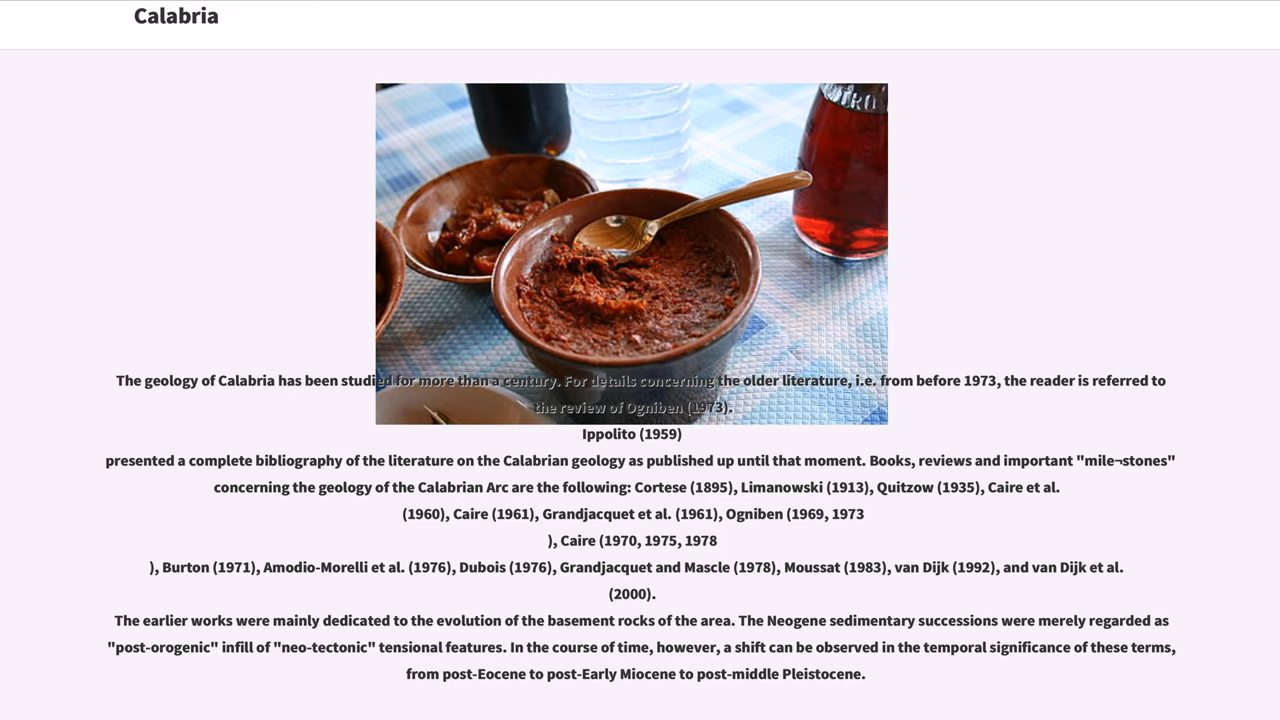 Calabria
The geology of Calabria has been studied for more than a century. For details concerning the older literature, i.e. from before 1973, the reader is referred to
the review of Ogniben (1973).
Ippolito (1959)
presented a complete bibliography of the literature on the Calabrian geology as published up until that moment. Books, reviews and important "mile¬stones"
concerning the geology of the Calabrian Arc are the following: Cortese (1895), Limanowski (1913), Quitzow (1935), Caire et al.
(1960), Caire (1961), Grandjacquet et al. (1961), Ogniben (1969, 1973
), Caire (1970, 1975, 1978
), Burton (1971), Amodio-Morelli et al. (1976), Dubois (1976), Grandjacquet and Mascle (1978), Moussat (1983), van Dijk (1992), and van Dijk et al.
(2000).
The earlier works were mainly dedicated to the evolution of the basement rocks of the area. The Neogene sedimentary successions were merely regarded as
"post-orogenic" infill of "neo-tectonic" tensional features. In the course of time, however, a shift can be observed in the temporal significance of these terms,
from post-Eocene to post-Early Miocene to post-middle Pleistocene.